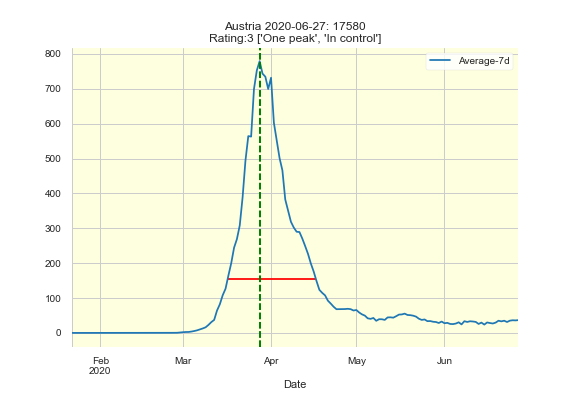 Austria 2020-06-27: 17580
Rating:3 ['One peak', 'In control']
Average-7d
800
700
600
500
400
300
200
100
0
Feb
2020
Mar
Apr
May
Jun
Date